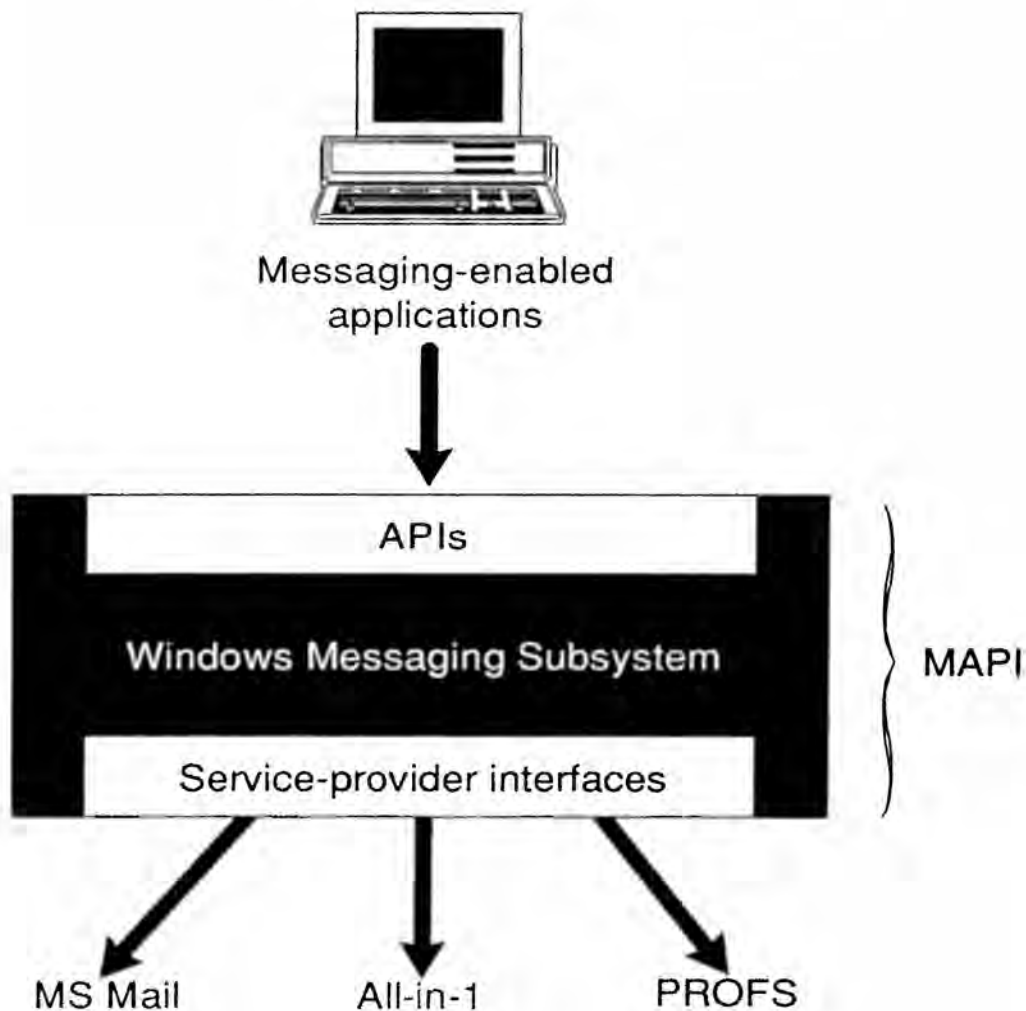 Messaging-enabled
applications
APIs
Windows Messaging Subsystem
MAPI
Service-provider interfaces
MS Mail
All-in-1
PROFS